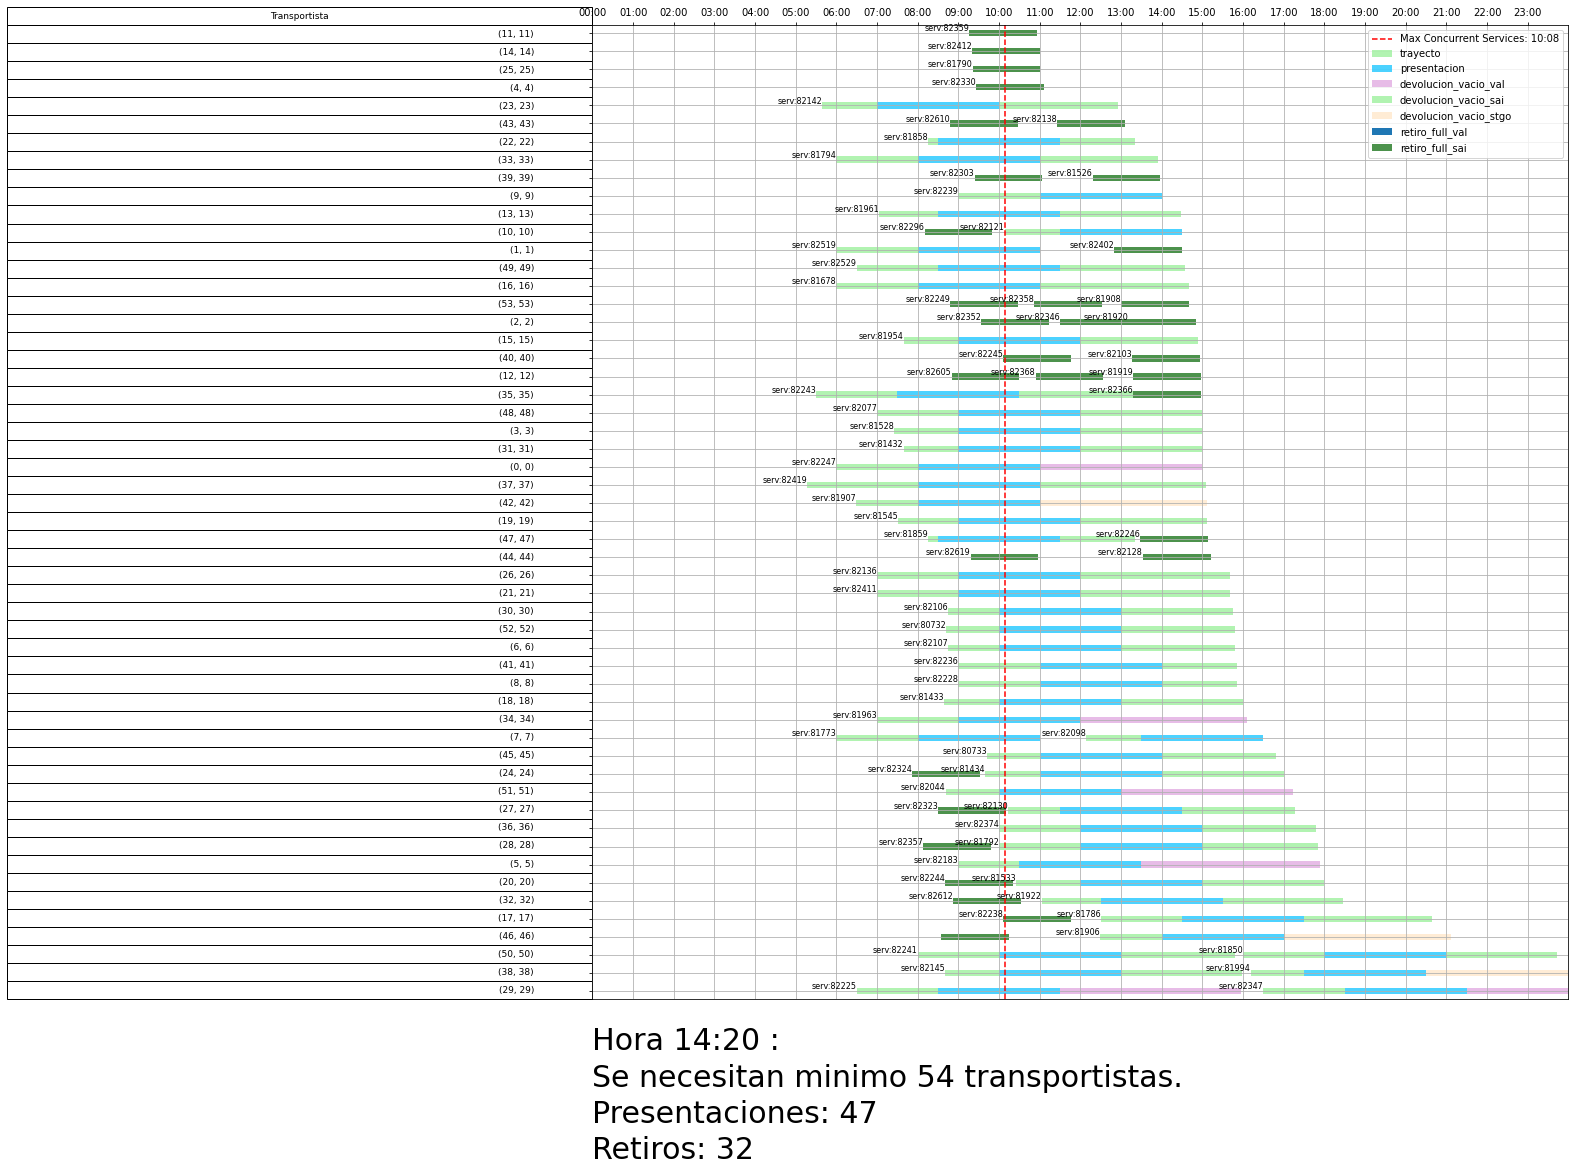 Transportista
00:00 01:00 02:00 03:00 04:00 05:00 06:00 07:00 08:00 09:00 10:00 11:00 12:00 13:00 14:00 15:00 16:00 17:00 18:00 19:00 20:00 21:00 22:00 23:00
Max Concurrent Services: 10:08
trayecto
presentacion
devolucion_vacio_val
devolucion_vacio_sai
devolucion_vacio_stgo
retiro_full_val
retiro_full_sai
(11, 11) serv:82359
(14, 14) serv:82412
(25, 25) serv:81790
(4, 4) serv:82330
(23, 23) serv:82142
(43, 43) serv:82610 serv:82138
(22, 22) serv:81858
(33, 33) serv:81794
(39, 39) serv:82303 serv:81526
(9, 9) serv:82239
(13, 13) serv:81961
(10, 10) serv:82296 serv:82121
(1, 1) serv:82519 serv:82402
(49, 49) serv:82529
(16, 16) serv:81678
(53, 53) serv:82249 serv:82358 serv:81908
(2, 2) serv:82352 serv:82346 serv:81920
(15, 15) serv:81954
(40, 40) serv:82245 serv:82103
(12, 12) serv:82605 serv:82368 serv:81919
(35, 35) serv:82243 serv:82366
(48, 48) serv:82077
(3, 3) serv:81528
(31, 31) serv:81432
(0, 0) serv:82247
(37, 37) serv:82419
(42, 42) serv:81907
(19, 19) serv:81545
(47, 47) serv:81859 serv:82246
(44, 44) serv:82619 serv:82128
(26, 26) serv:82136
(21, 21) serv:82411
(30, 30) serv:82106
(52, 52) serv:80732
(6, 6) serv:82107
(41, 41) serv:82236
(8, 8) serv:82228
(18, 18) serv:81433
(34, 34) serv:81963
(7, 7) serv:81773 serv:82098
(45, 45) serv:80733
(24, 24) serv:82324 serv:81434
(51, 51) serv:82044
(27, 27) serv:82323 serv:82130
(36, 36) serv:82374
(28, 28) serv:82357 serv:81792
(5, 5) serv:82183
(20, 20) serv:82244 serv:81533
(32, 32) serv:82612 serv:81922
(17, 17) serv:82238 serv:81786
(46, 46) serv:81906
(50, 50) serv:82241 serv:81850
(38, 38) serv:82145 serv:81994
(29, 29) serv:82225 serv:82347
Hora 14:20 :
Se necesitan minimo 54 transportistas.
Presentaciones: 47
Retiros: 32